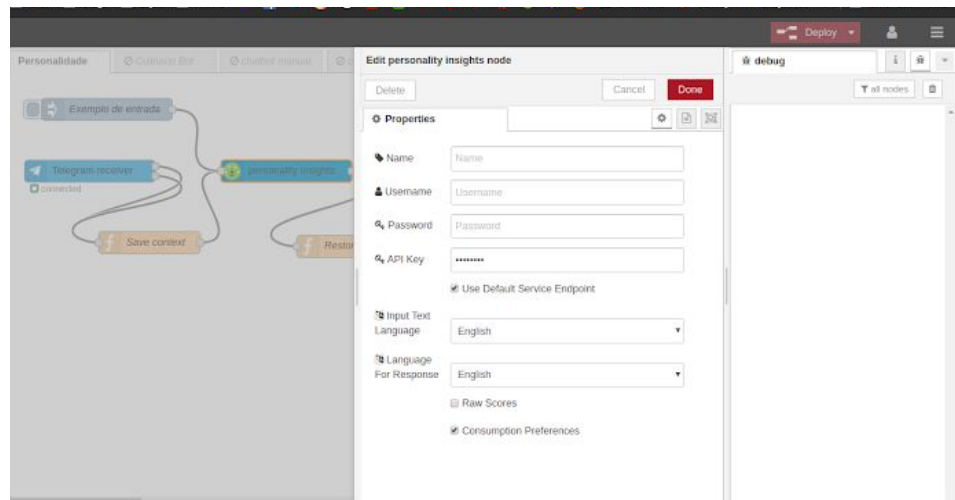 Deploy
Personalidade
chatbot manual
Edit personality insights node
debug
Delete
Cancel
Done
all nodes
Properties
Exemplo de entrada
Name
Name
Username
Username
Telegram receiver
personality insights
connected
Password
Password
Save context
API Key
Use Default Service Endpoint
Input Text
Language
English
Language
For Response
English
Raw Scores
Consumption Preferences